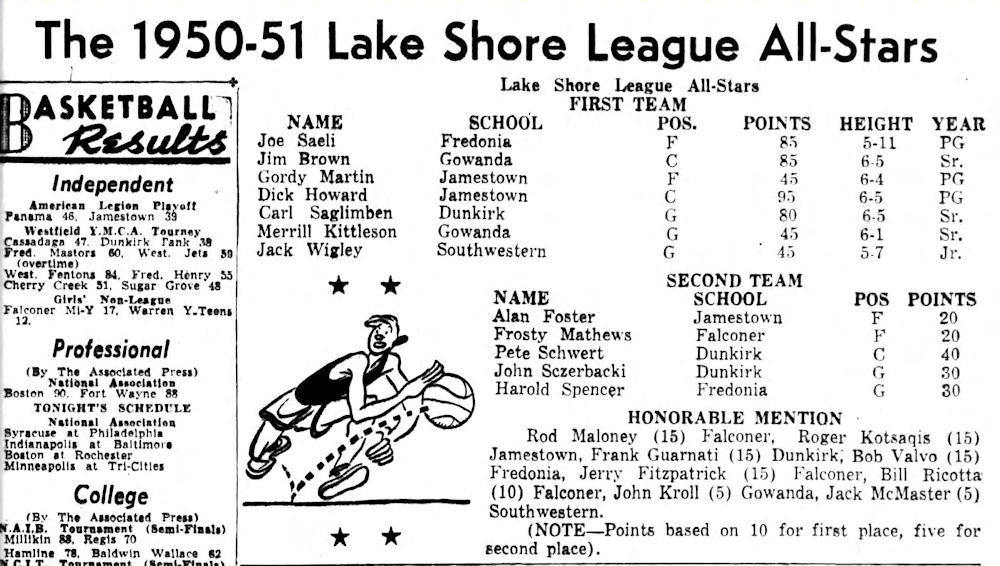 The 1950-51 Lake Shore League All-Stars
BASKETBALL
Results
Independent
American Legion Playoff
Panama 46, Jamestown 39
Westfield Y.M.C.A. Tourney
Cassadaga 47, Dunkirk Tank 38
Fred. Mastors 60, West. Jets 59
(overtime)
West. Fentons 84, Fred. Henry 55
Cherry Creek 51, Sugar Grove 48
Girls' Non-League
Falconer Mi-Y 17, Warren Y-Teens
12.
Professional
(By The Associated Press)
National Association
Boston 90, Fort Wayne 88
TONIGHT'S SCHEDULE
National Association
Syracuse at Philadelphia
Indianapolis at Baltimore
Boston at Rochester
Minneapolis at Tri-Cities
College
(By The Associated Press)
N.A.I.B. Tournament (Semi-Finals)
Millikin 88, Regis 70
Hamline 78, Baldwin Wallace 62
N.C.I.T. Tournament (Semi-Finals)
Lake Shore League All-Stars
FIRST TEAM
NAME SCHOOL POS. POINTS HEIGHT YEAR
Joe Saeli Fredonia F 85 5-11 PG
Jim Brown Gowanda C 85 6-5 Sr.
Gordy Martin Jamestown F 45 6-4 PG
Dick Howard Jamestown C 95 6-5 PG
Carl Saglimben Dunkirk G 80 6-5 Sr.
Merrill Kittleson Gowanda G 45 6-1 Sr.
Jack Wigley Southwestern G 45 5-7 Jr.
SECOND TEAM
NAME SCHOOL POS POINTS
Alan Foster Jamestown F 20
Frosty Mathews Falconer F 20
Pete Schwert Dunkirk C 40
John Sczerbacki Dunkirk G 30
Harold Spencer Fredonia G 30
HONORABLE MENTION
Rod Maloney (15) Falconer, Roger Kotsaqis (15)
Jamestown, Frank Guarnati (15) Dunkirk, Bob Valvo (15)
Fredonia, Jerry Fitzpatrick (15) Falconer, Bill Ricotta
(10) Falconer, John Kroll (5) Gowanda, Jack McMaster (5)
Southwestern.
(NOTE—Points based on 10 for first place, five for
second place).